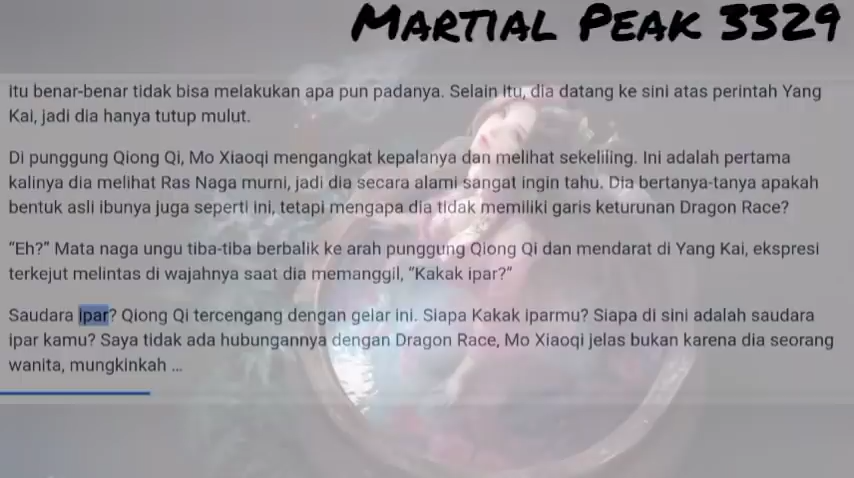 MARTIAL PEAK 3329
itu benar-benar tidak bisa melakukan apa pun padanya. Selain itu, dia datang ke sini atas perintah Yang
Kai, jadi dia hanya tutup mulut.
Di punggung Qiong Qi, Mo Xiaoqi mengangkat kepalanya dan melihat sekeliling. Ini adalah pertama
kalinya dia melihat Ras Naga murni, jadi dia secara alami sangat ingin tahu. Dia bertanya-tanya apakah
bentuk asli ibunya juga seperti ini, tetapi mengapa dia tidak memiliki garis keturunan Dragon Race?
“Eh?” Mata naga ungu tiba-tiba berbalik ke arah punggung Qiong Qi dan mendarat di Yang Kai, ekspresi
terkejut melintas di wajahnya saat dia memanggil, “Kakak ipar?”
Saudara ipar? Qiong Qi tercengang dengan gelar ini. Siapa Kakak iparmu? Siapa di sini adalah saudara
ipar kamu? Saya tidak ada hubungannya dengan Dragon Race, Mo Xiaoqi jelas bukan karena dia seorang
wanita, mungkinkah ...